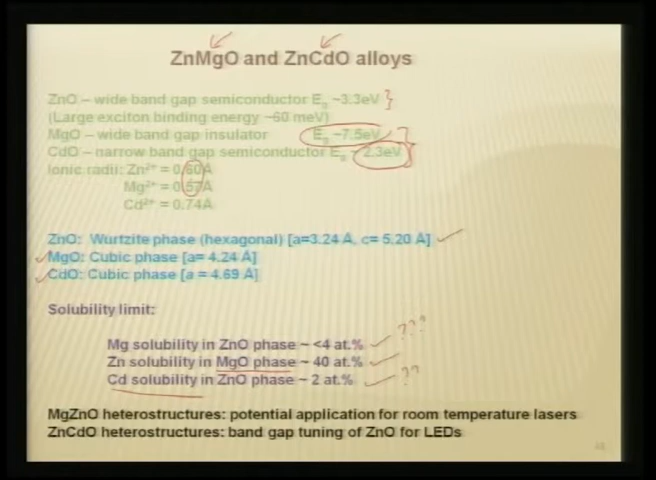 ZnMgO and ZnCdO alloys
ZnO – wide band gap semiconductor Eg ~3.3eV }
(Large exciton binding energy ~60 meV)
MgO – wide band gap insulator Eg ~7.5eV
CdO – narrow band gap semiconductor Eg ~ 2.3eV
Ionic radii: Zn²⁺ = 0.60Å
Mg²⁺ = 0.57Å
Cd²⁺ = 0.74Å
ZnO: Wurtzite phase (hexagonal) [a=3.24 Å, c= 5.20 Å]
MgO: Cubic phase [a= 4.24 Å]
CdO: Cubic phase [a = 4.69 Å]
Solubility limit:
Mg solubility in ZnO phase ~ <4 at.% ???
Zn solubility in MgO phase ~ 40 at.%
Cd solubility in ZnO phase ~ 2 at.% ??
MgZnO heterostructures: potential application for room temperature lasers
ZnCdO heterostructures: band gap tuning of ZnO for LEDs